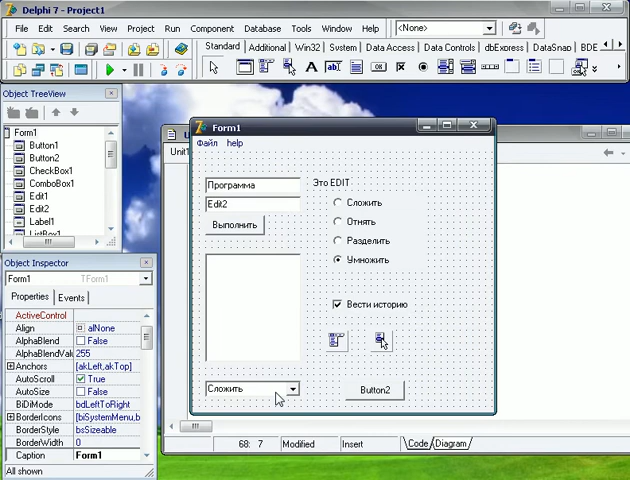 Delphi 7 - Project1
File Edit Search View Project Run Component Database Tools Window Help
<None>
Standard Additional Win32 System Data Access Data Controls dbExpress DataSnap BDE
Object TreeView
Form1
Button1
Button2
CheckBox1
ComboBox1
Edit1
Edit2
Label1
ListBox1
Object Inspector
Form1 TForm1
Properties Events
ActiveControl
Align alNone
AlphaBlend False
AlphaBlendValu 255
Anchors [akLeft,akTop]
AutoScroll True
AutoSize False
BiDiMode bdLeftToRight
BorderIcons [biSystemMenu,b
BorderStyle bsSizeable
BorderWidth 0
Caption Form1
All shown
Unit1
Form1
Файл help
Программа
Это EDIT
Edit2
Сложить
Выполнить
Отнять
Разделить
Умножить
Вести историю
Сложить
Button2
68: 7 Modified Insert Code Diagram